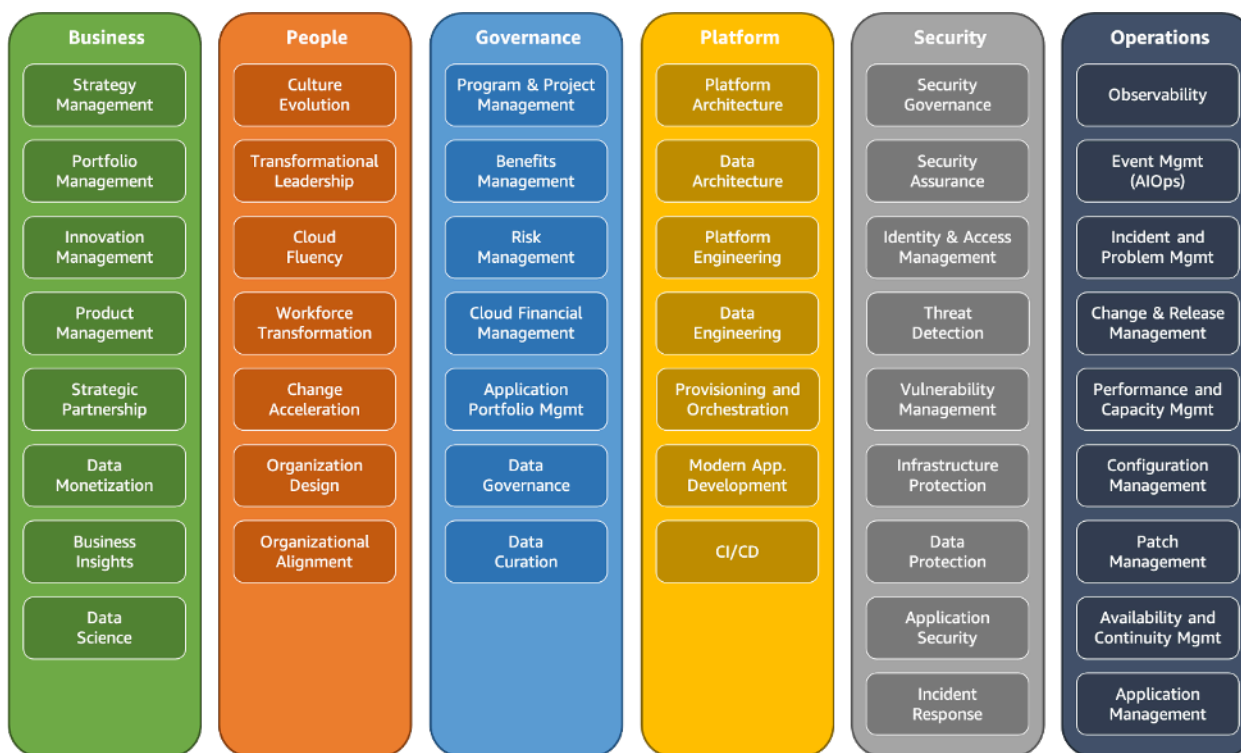 Business
Strategy
Management
Portfolio
Management
Innovation
Management
Product
Management
Strategic
Partnership
Data
Monetization
Business
Insights
Data
Science
People
Culture
Evolution
Transformational
Leadership
Cloud
Fluency
Workforce
Transformation
Change
Acceleration
Organization
Design
Organizational
Alignment
Governance
Program & Project
Management
Benefits
Management
Risk
Management
Cloud Financial
Management
Application
Portfolio Mgmt
Data
Governance
Data
Curation
Platform
Platform
Architecture
Data
Architecture
Platform
Engineering
Data
Engineering
Provisioning and
Orchestration
Modern App.
Development
CI/CD
Security
Security
Governance
Security
Assurance
Identity & Access
Management
Threat
Detection
Vulnerability
Management
Infrastructure
Protection
Data
Protection
Application
Security
Incident
Response
Operations
Observability
Event Mgmt
(AIOps)
Incident and
Problem Mgmt
Change & Release
Management
Performance and
Capacity Mgmt
Configuration
Management
Patch
Management
Availability and
Continuity Mgmt
Application
Management